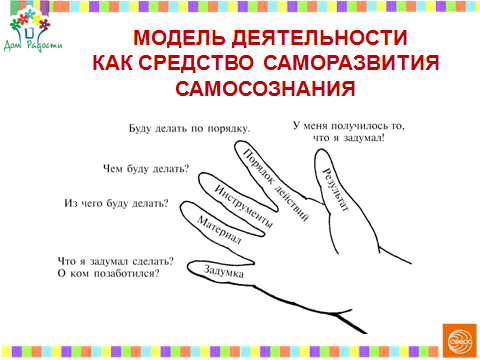 Дом Радости
МОДЕЛЬ ДЕЯТЕЛЬНОСТИ
КАК СРЕДСТВО САМОРАЗВИТИЯ
САМОСОЗНАНИЯ
Буду делать по порядку.
У меня получилось то,
что я задумал!
Чем буду делать?
Из чего буду делать?
Что я задумал сделать?
О ком позаботился?
Порядок действий
Результат
Инструменты
Материал
Задумка
сфера